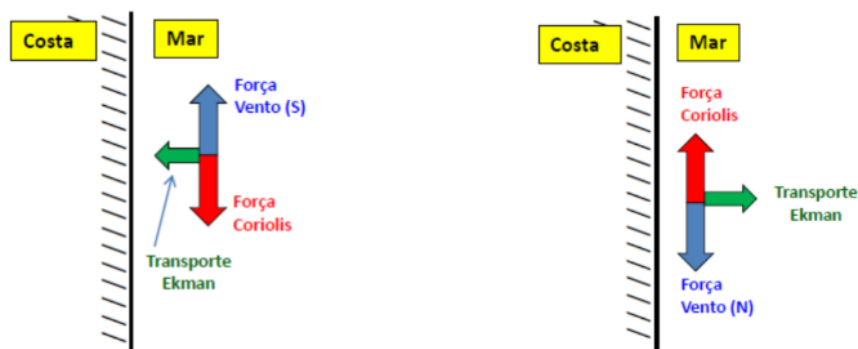 Costa
Mar
Força
Vento (S)
Força
Coriolis
Transporte
Ekman
Costa
Mar
Força
Coriolis
Transporte
Ekman
Força
Vento (N)